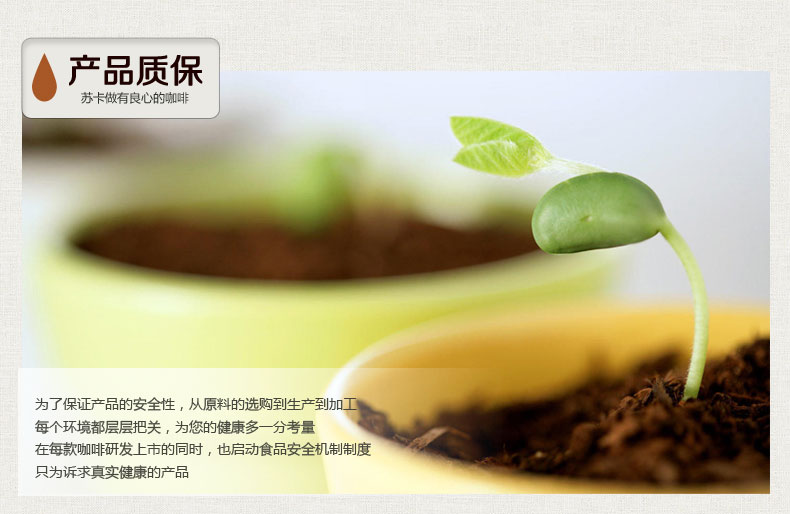 产品质保
苏卡做有良心的咖啡
为了保证产品的安全性，从原料的选购到生产到加工
每个环境都层层把关，为您的健康多一分考量
在每款咖啡研发上市的同时，也启动食品安全机制制度
只为诉求真实健康的产品